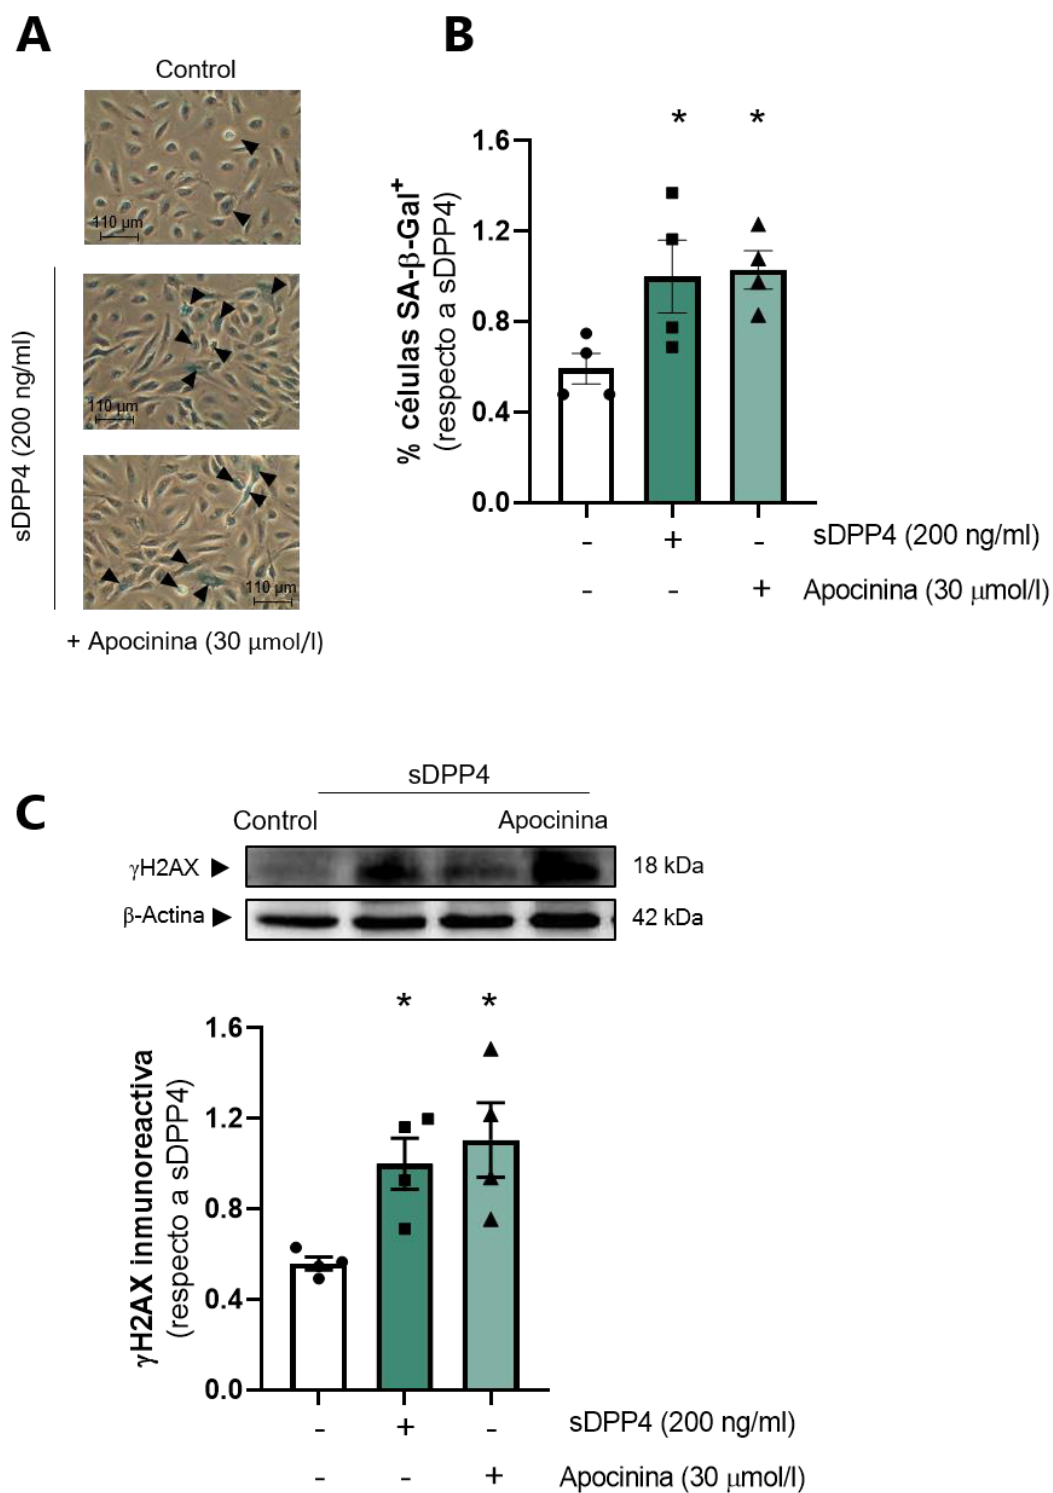 A
Control
110 µm
sDPP4 (200 ng/ml)
110 µm
110 µm
+ Apocinina (30 µmol/l)
B
* *
% células SA-β-Gal+
(respecto a sDPP4)
1.6
1.2
0.8
0.4
0.0
- + - sDPP4 (200 ng/ml)
- - + Apocinina (30 µmol/l)
C
sDPP4
Control Apocinina
γH2AX 18 kDa
β-Actina 42 kDa
* *
γH2AX inmunoreactiva
(respecto a sDPP4)
1.6
1.2
0.8
0.4
0.0
- + - sDPP4 (200 ng/ml)
- - + Apocinina (30 µmol/l)